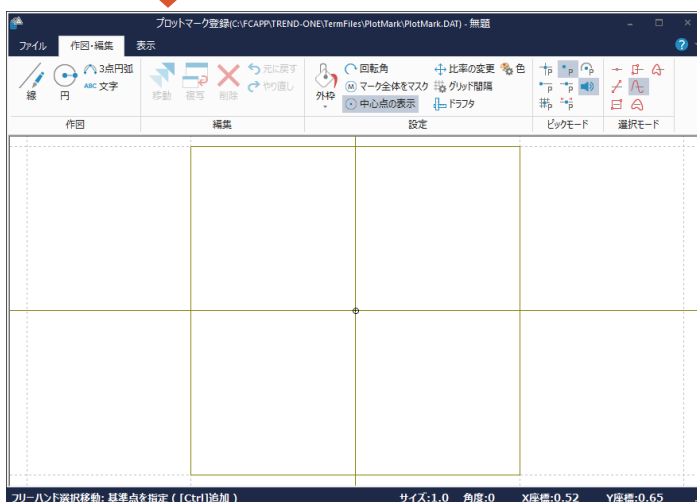 プロットマーク登録(C:\FCAPP\TREND-ONE\TermFiles\PlotMark\PlotMark.DAT) - 無題
ファイル 作図・編集 表示
線 円 3点円弧 ABC 文字
作図
移動 複写 削除 元に戻す やり直し
編集
外枠 回転角 M マーク全体をマスク 中心点の表示 比率の変更 グリッド間隔 ドラフタ 色
設定
P P P
P P
P P
ピックモード
選択モード
フリーハンド選択移動: 基準点を指定 ( [Ctrl]追加 ) サイズ:1.0 角度:0 X座標:0.52 Y座標:0.65